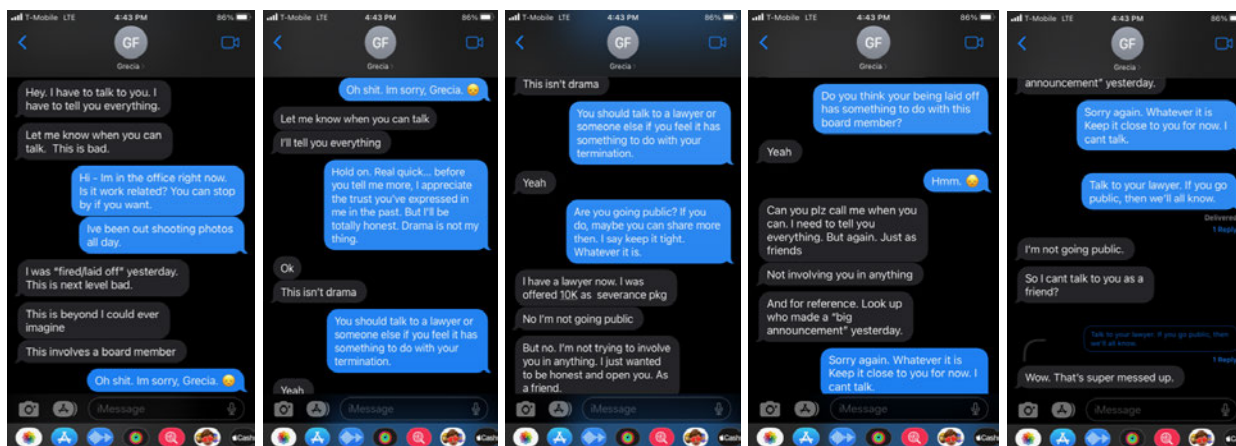 T-Mobile LTE 4:43 PM 86%
GF
Grecia
Hey. I have to talk to you. I
have to tell you everything.
Let me know when you can
talk. This is bad.
Hi - Im in the office right now.
Is it work related? You can stop
by if you want.
Ive been out shooting photos
all day.
I was “fired/laid off” yesterday.
This is next level bad.
This is beyond I could ever
imagine
This involves a board member
Oh shit. Im sorry, Grecia. 😞
iMessage
Cash
T-Mobile LTE 4:43 PM 86%
GF
Grecia
Oh shit. Im sorry, Grecia. 😞
Let me know when you can talk
I'll tell you everything
Hold on. Real quick... before
you tell me more, I appreciate
the trust you've expressed in
me in the past. But I'll be
totally honest. Drama is not my
thing.
Ok
This isn't drama
You should talk to a lawyer or
someone else if you feel it has
something to do with your
termination.
Yeah
iMessage
Cash
T-Mobile LTE 4:43 PM 86%
GF
Grecia
This isn't drama
You should talk to a lawyer or
someone else if you feel it has
something to do with your
termination.
Yeah
Are you going public? If you
do, maybe you can share more
then. I say keep it tight.
Whatever it is.
I have a lawyer now. I was
offered 10K as severance pkg
No I'm not going public
But no. I'm not trying to involve
you in anything. I just wanted
to be honest and open you. As
a friend.
iMessage
Cash
T-Mobile LTE 4:43 PM 86%
GF
Grecia
Do you think your being laid off
has something to do with this
board member?
Yeah
Hmm. 😞
Can you plz call me when you
can. I need to tell you
everything. But again. Just as
friends
Not involving you in anything
And for reference. Look up
who made a “big
announcement” yesterday.
Sorry again. Whatever it is
Keep it close to you for now. I
cant talk.
iMessage
Cash
T-Mobile LTE 4:43 PM 86%
GF
Grecia
announcement” yesterday.
Sorry again. Whatever it is
Keep it close to you for now. I
cant talk.
Talk to your lawyer. If you go
public, then we'll all know.
Delivered
1 Reply
I'm not going public.
So I cant talk to you as a
friend?
Talk to your lawyer. If you go public, then
we'll all know.
1 Reply
Wow. That's super messed up.
iMessage
Cash